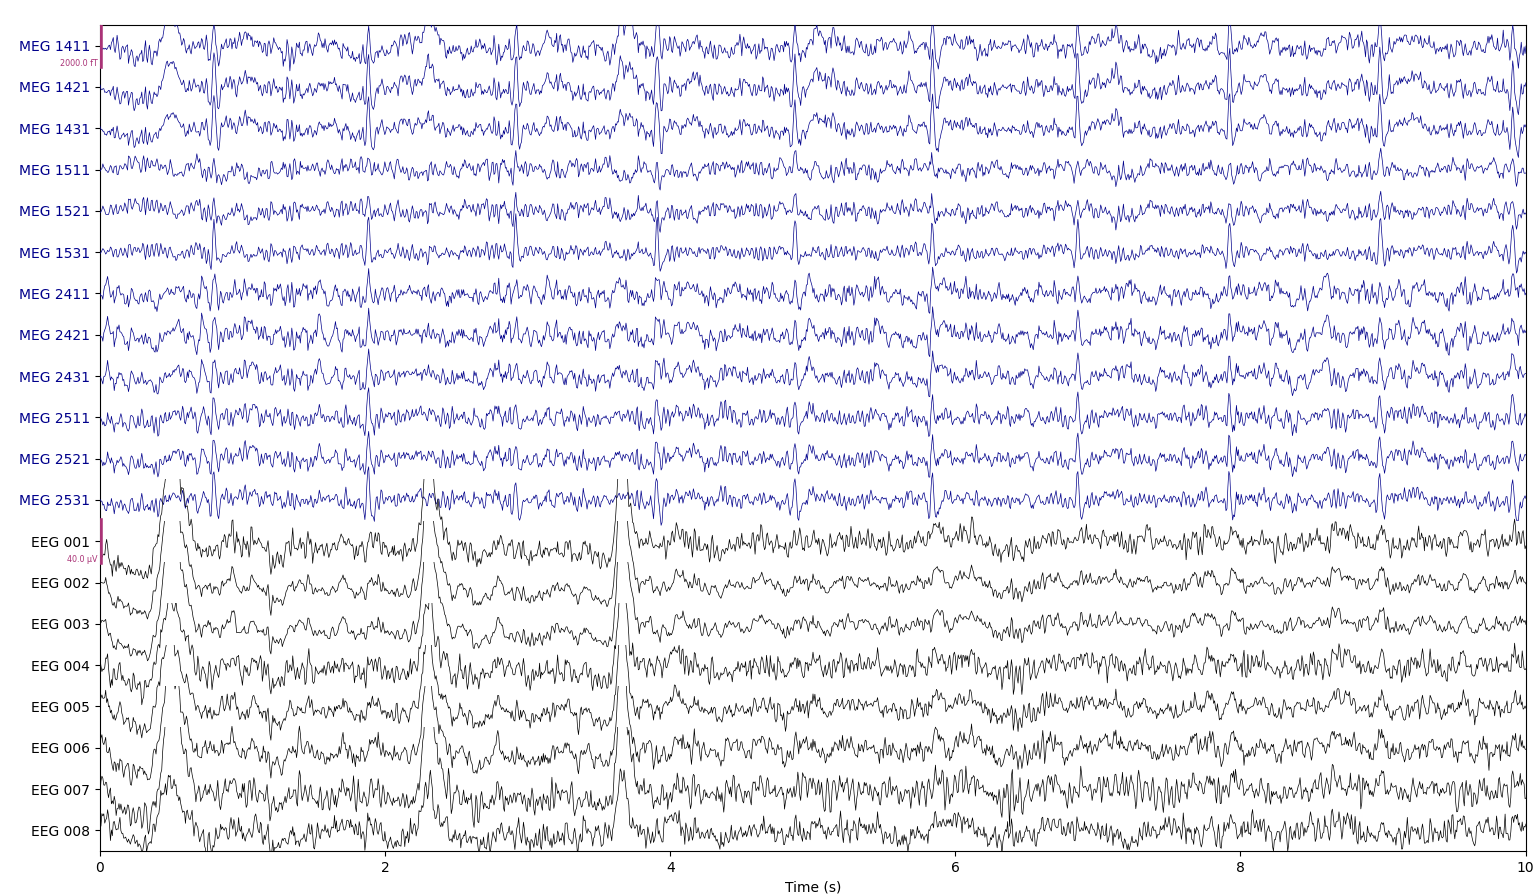 MEG 1411
2000.0 fT
MEG 1421
MEG 1431
MEG 1511
MEG 1521
MEG 1531
MEG 2411
MEG 2421
MEG 2431
MEG 2511
MEG 2521
MEG 2531
EEG 001
40.0 µV
EEG 002
EEG 003
EEG 004
EEG 005
EEG 006
EEG 007
EEG 008
0 2 4 6 8 10
Time (s)